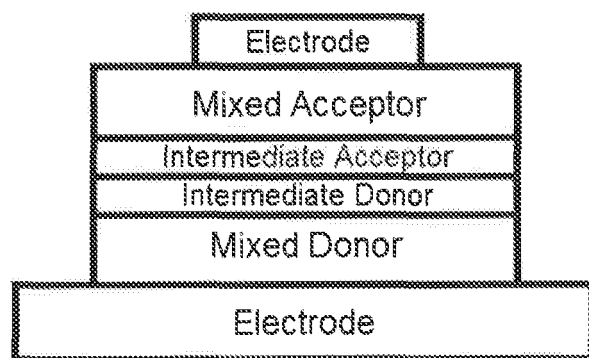 Electrode
Mixed Acceptor
Intermediate Acceptor
Intermediate Donor
Mixed Donor
Electrode